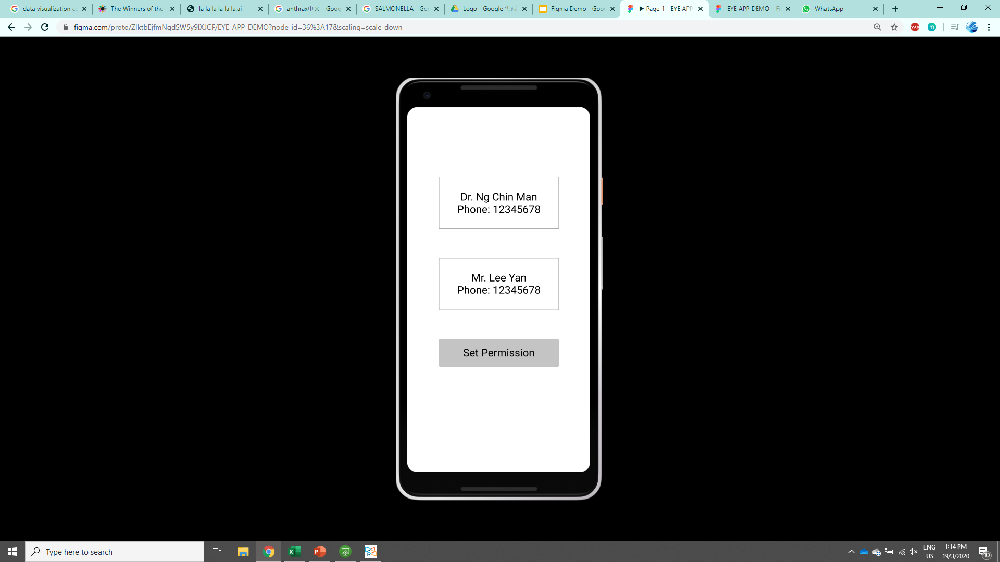 data visualization cc
The Winners of the
la la la la la la.ai
anthrax中文 - Goog
SALMONELLA - Goo
Logo - Google 雲端
Figma Demo - Goog
▶ Page 1 - EYE APP
EYE APP DEMO – Fi
WhatsApp
figma.com/proto/ZlktbEjfmNgdSW5y9lXJCF/EYE-APP-DEMO?node-id=36%3A17&scaling=scale-down
YAB
m
Dr. Ng Chin Man
Phone: 12345678
Mr. Lee Yan
Phone: 12345678
Set Permission
Type here to search
ENG
US
1:14 PM
19/3/2020
10